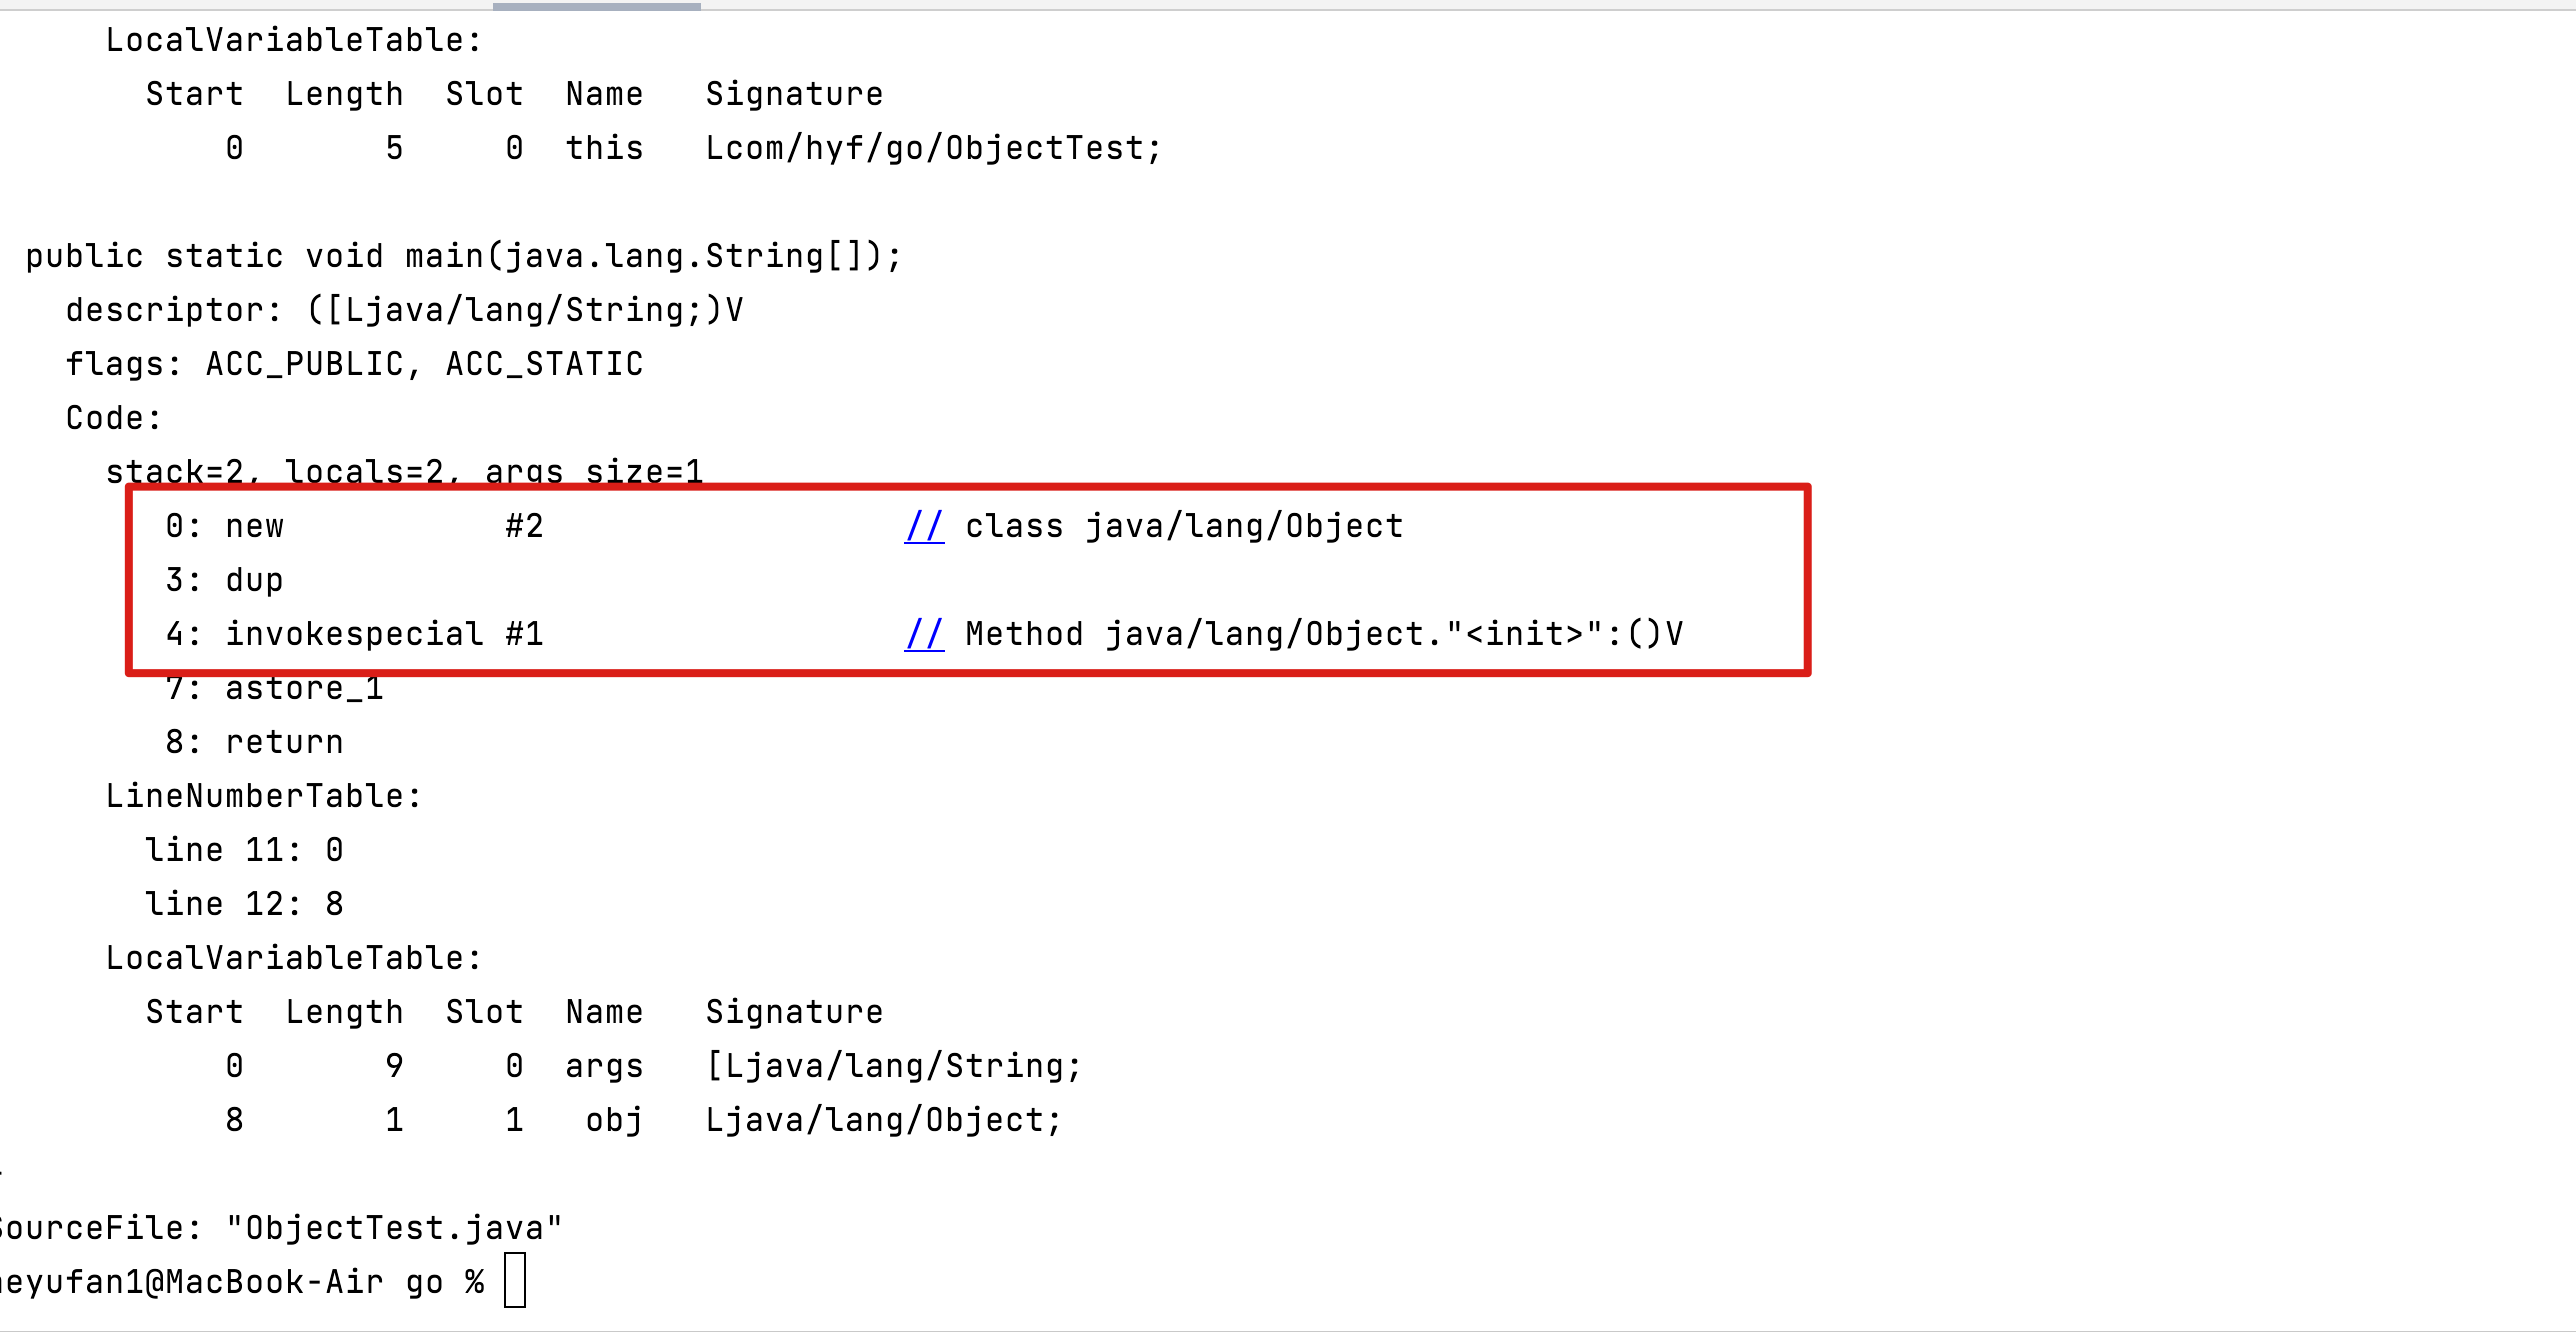 LocalVariableTable:
Start  Length  Slot  Name   Signature
0       5     0  this   Lcom/hyf/go/ObjectTest;
public static void main(java.lang.String[]);
descriptor: ([Ljava/lang/String;)V
flags: ACC_PUBLIC, ACC_STATIC
Code:
stack=2, locals=2, args_size=1
0: new           #2                  // class java/lang/Object
3: dup
4: invokespecial #1                  // Method java/lang/Object."<init>":()V
7: astore_1
8: return
LineNumberTable:
line 11: 0
line 12: 8
LocalVariableTable:
Start  Length  Slot  Name   Signature
0       9     0  args   [Ljava/lang/String;
8       1     1   obj   Ljava/lang/Object;
SourceFile: "ObjectTest.java"
heyufan1@MacBook-Air go %